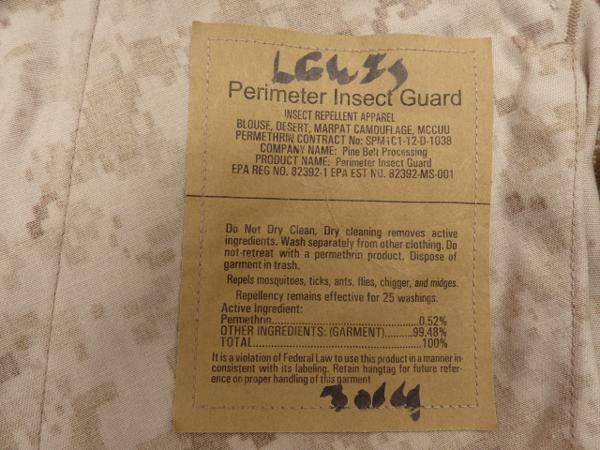 LEWIS
Perimeter Insect Guard
INSECT REPELLENT APPAREL
BLOUSE, DESERT, MARPAT CAMOUFLAGE, MCCUU
PERMETHRIN CONTRACT No: SPM1C1-12-D-1038
COMPANY NAME: Pine Belt Processing
PRODUCT NAME: Perimeter Insect Guard
EPA REG NO. 82392-1 EPA EST NO. 82392-MS-001
Do Not Dry Clean, Dry cleaning removes active
ingredients. Wash separately from other clothing. Do
not-retreat with a permethrin product. Dispose of
garment in trash.
Repels mosquitoes, ticks, ants, flies, chigger, and midges.
Repellency remains effective for 25 washings.
Active Ingredient:
Permethrin..................................................0.52%
OTHER INGREDIENTS: (GARMENT)........99.48%
TOTAL..........................................................100%
It is a violation of Federal Law to use this product in a manner in-
consistent with its labeling. Retain hangtag for future refer-
ence on proper handling of this garment